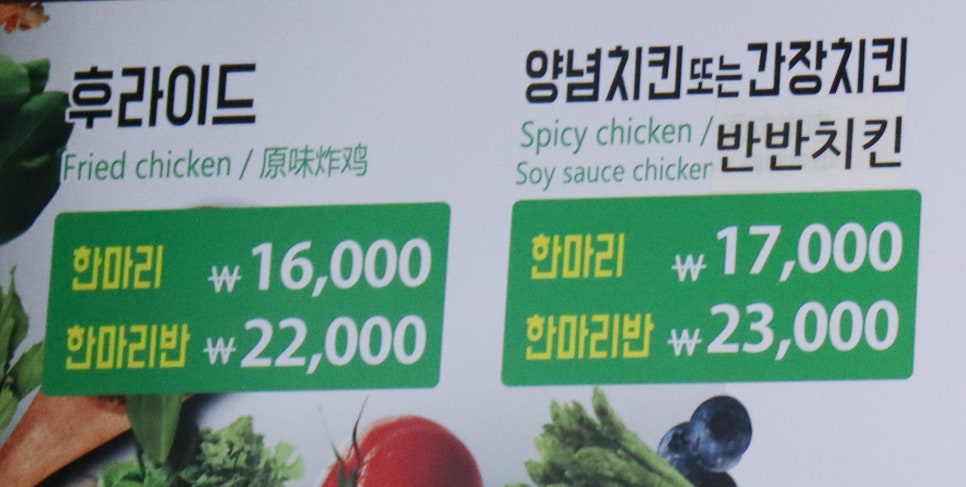 후라이드
Fried chicken / 原味炸鸡
한마리 ₩16,000
한마리반 ₩22,000
양념치킨또는간장치킨
Spicy chicken /
Soy sauce chicker
반반치킨
한마리 ₩17,000
한마리반 ₩23,000